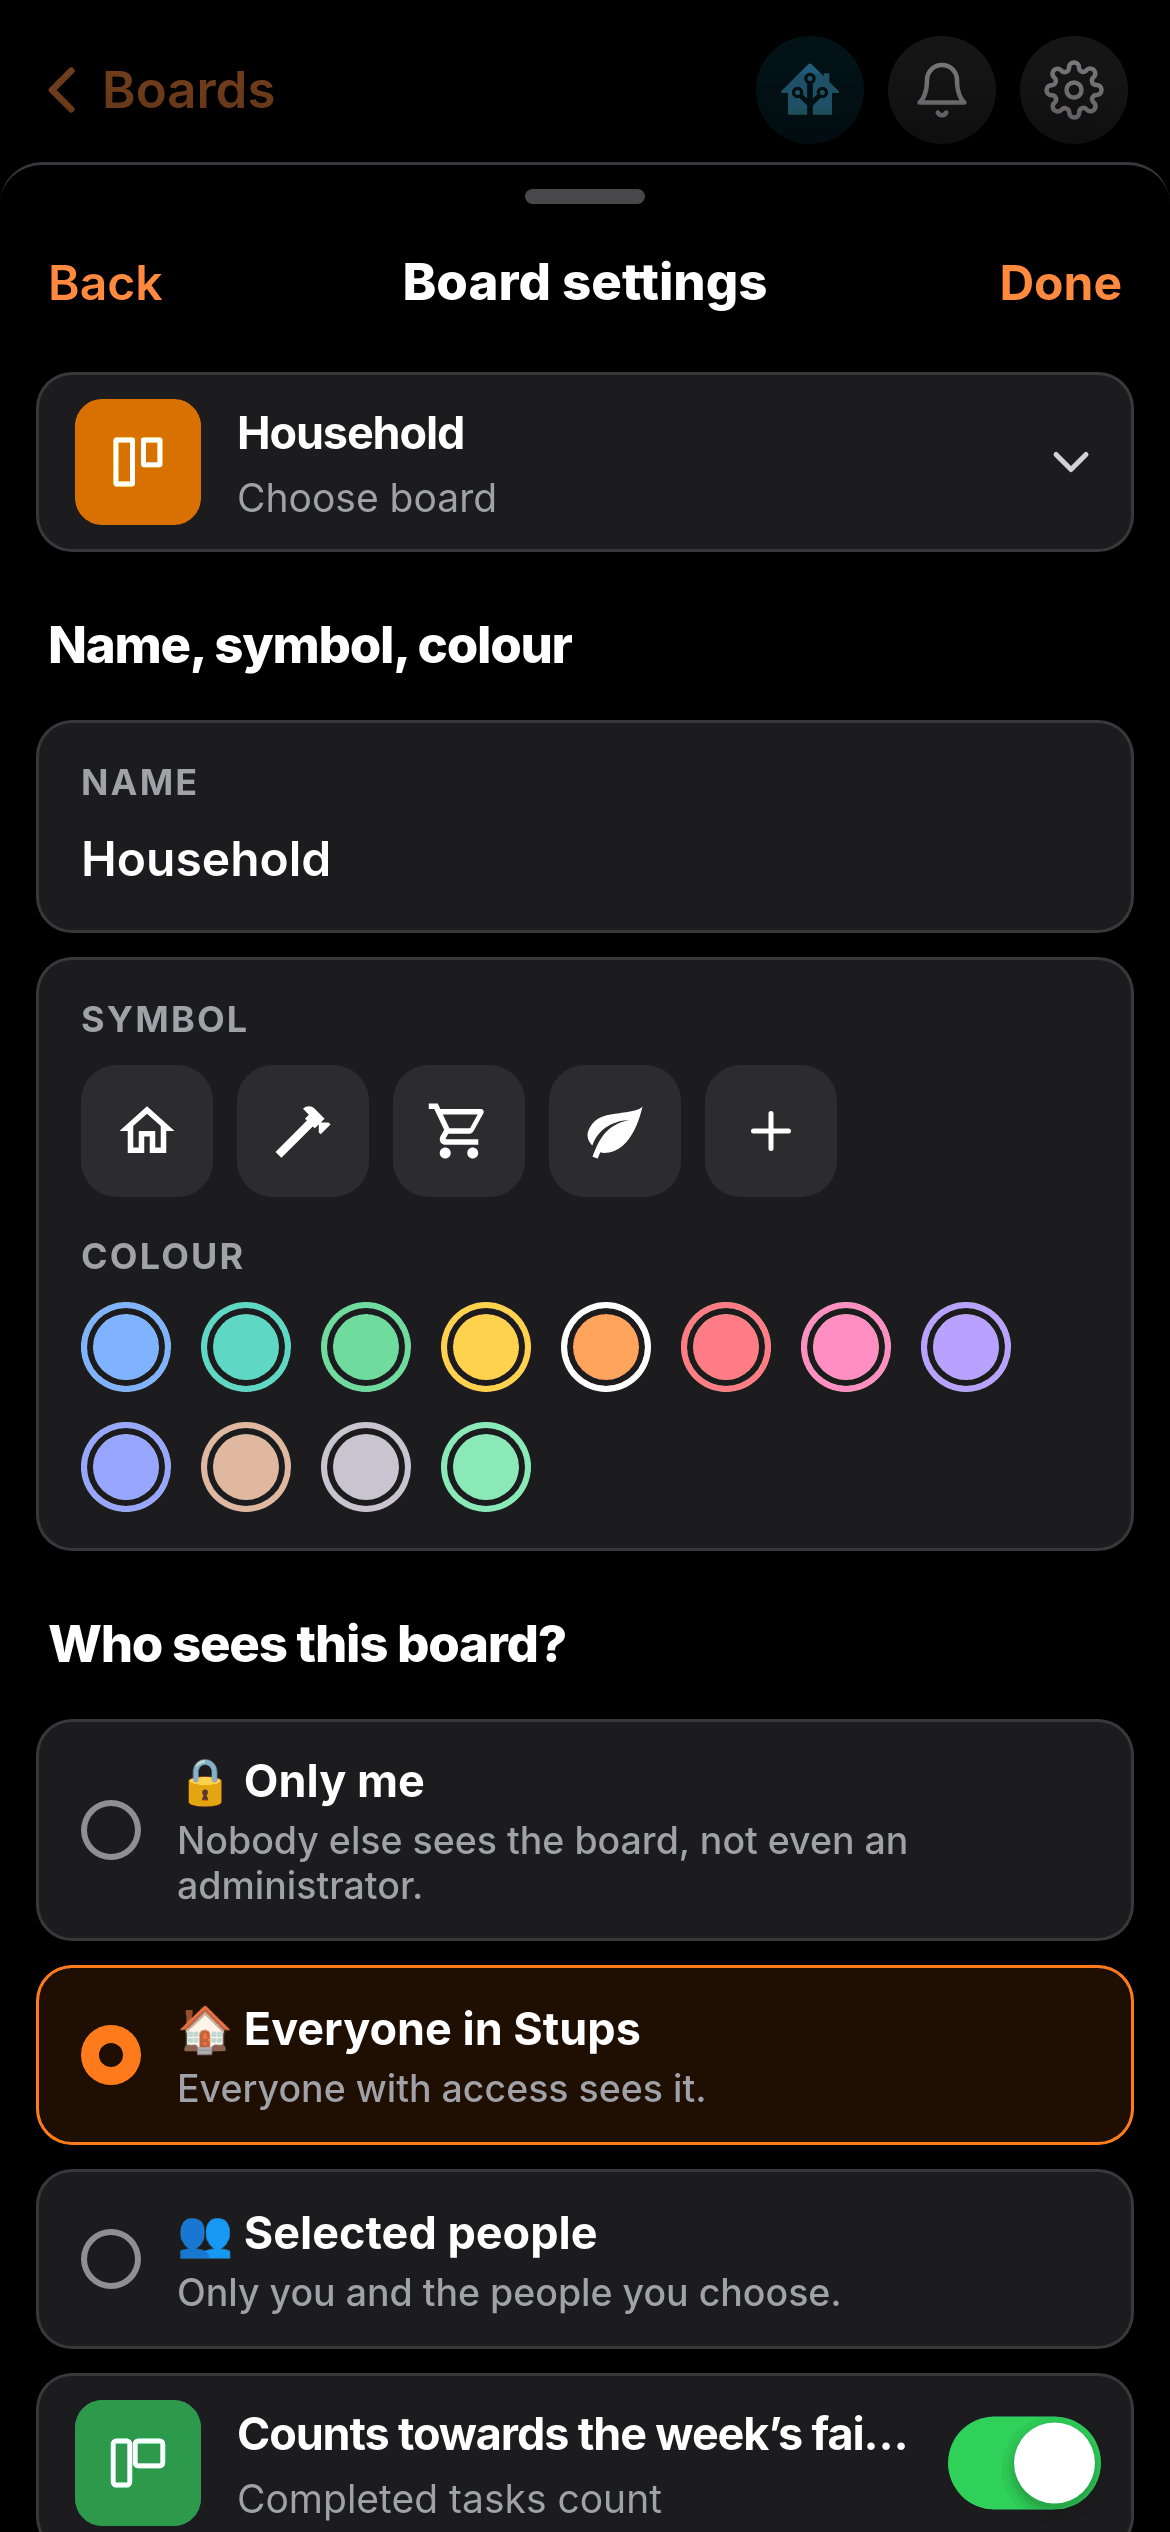 Boards
Back
Board settings
Done
Household
Choose board
Name, symbol, colour
NAME
Household
SYMBOL
COLOUR
Who sees this board?
🔒 Only me
Nobody else sees the board, not even an
administrator.
🏠 Everyone in Stups
Everyone with access sees it.
👥 Selected people
Only you and the people you choose.
Counts towards the week’s fai...
Completed tasks count